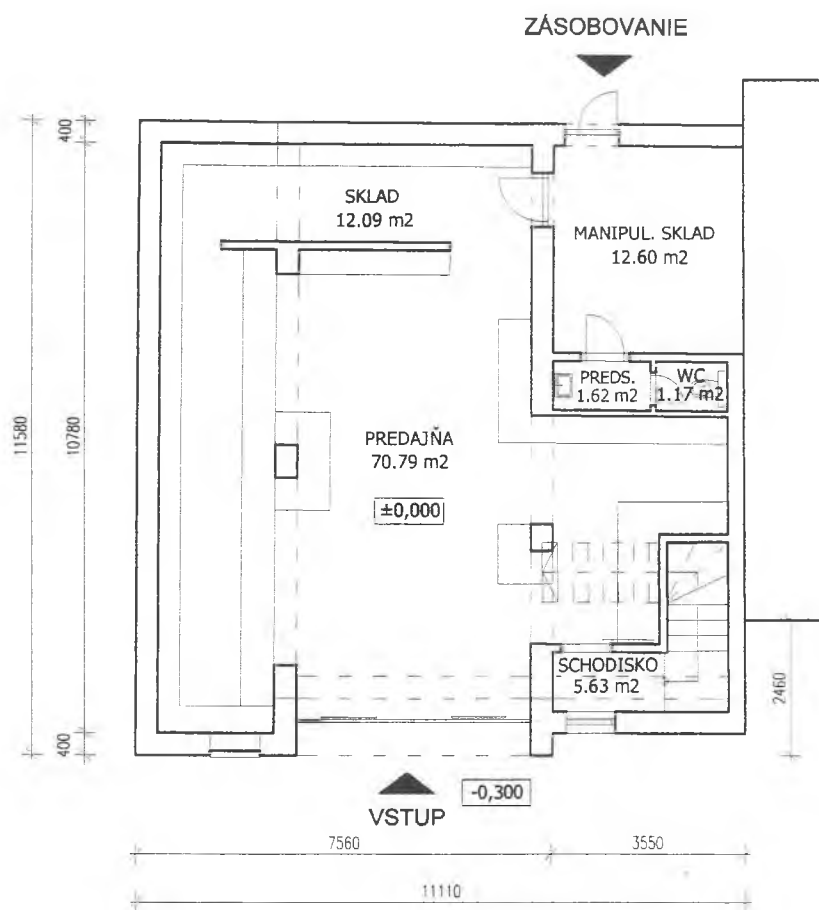 ZÁSOBOVANIE
400
SKLAD
12.09 m2
MANIPUL. SKLAD
12.60 m2
PREDS.
1.62 m2
WC
1.17 m2
11580
10780
PREDAJŇA
70.79 m2
±0,000
SCHODISKO
5.63 m2
2460
400
-0,300
VSTUP
7560
3550
11110